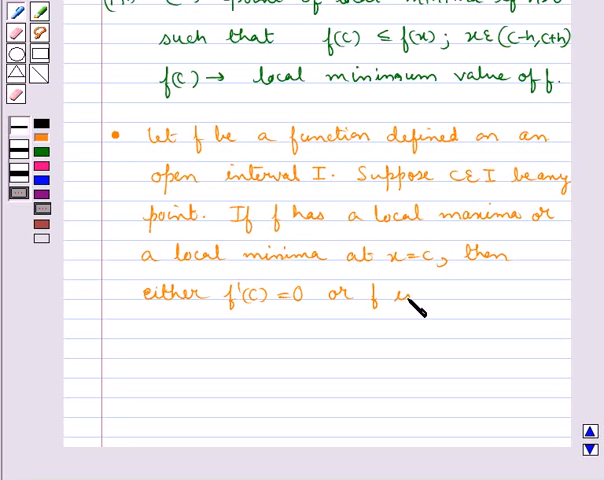 such that f(c) ≤ f(x); x ε (c-h, c+h)
f(c) → local minimum value of f.
• Let f be a function defined on an
open interval I. Suppose c ε I be any
point. If f has a local maxima or
a local minima at x=c, then
either f'(c) = 0 or f is